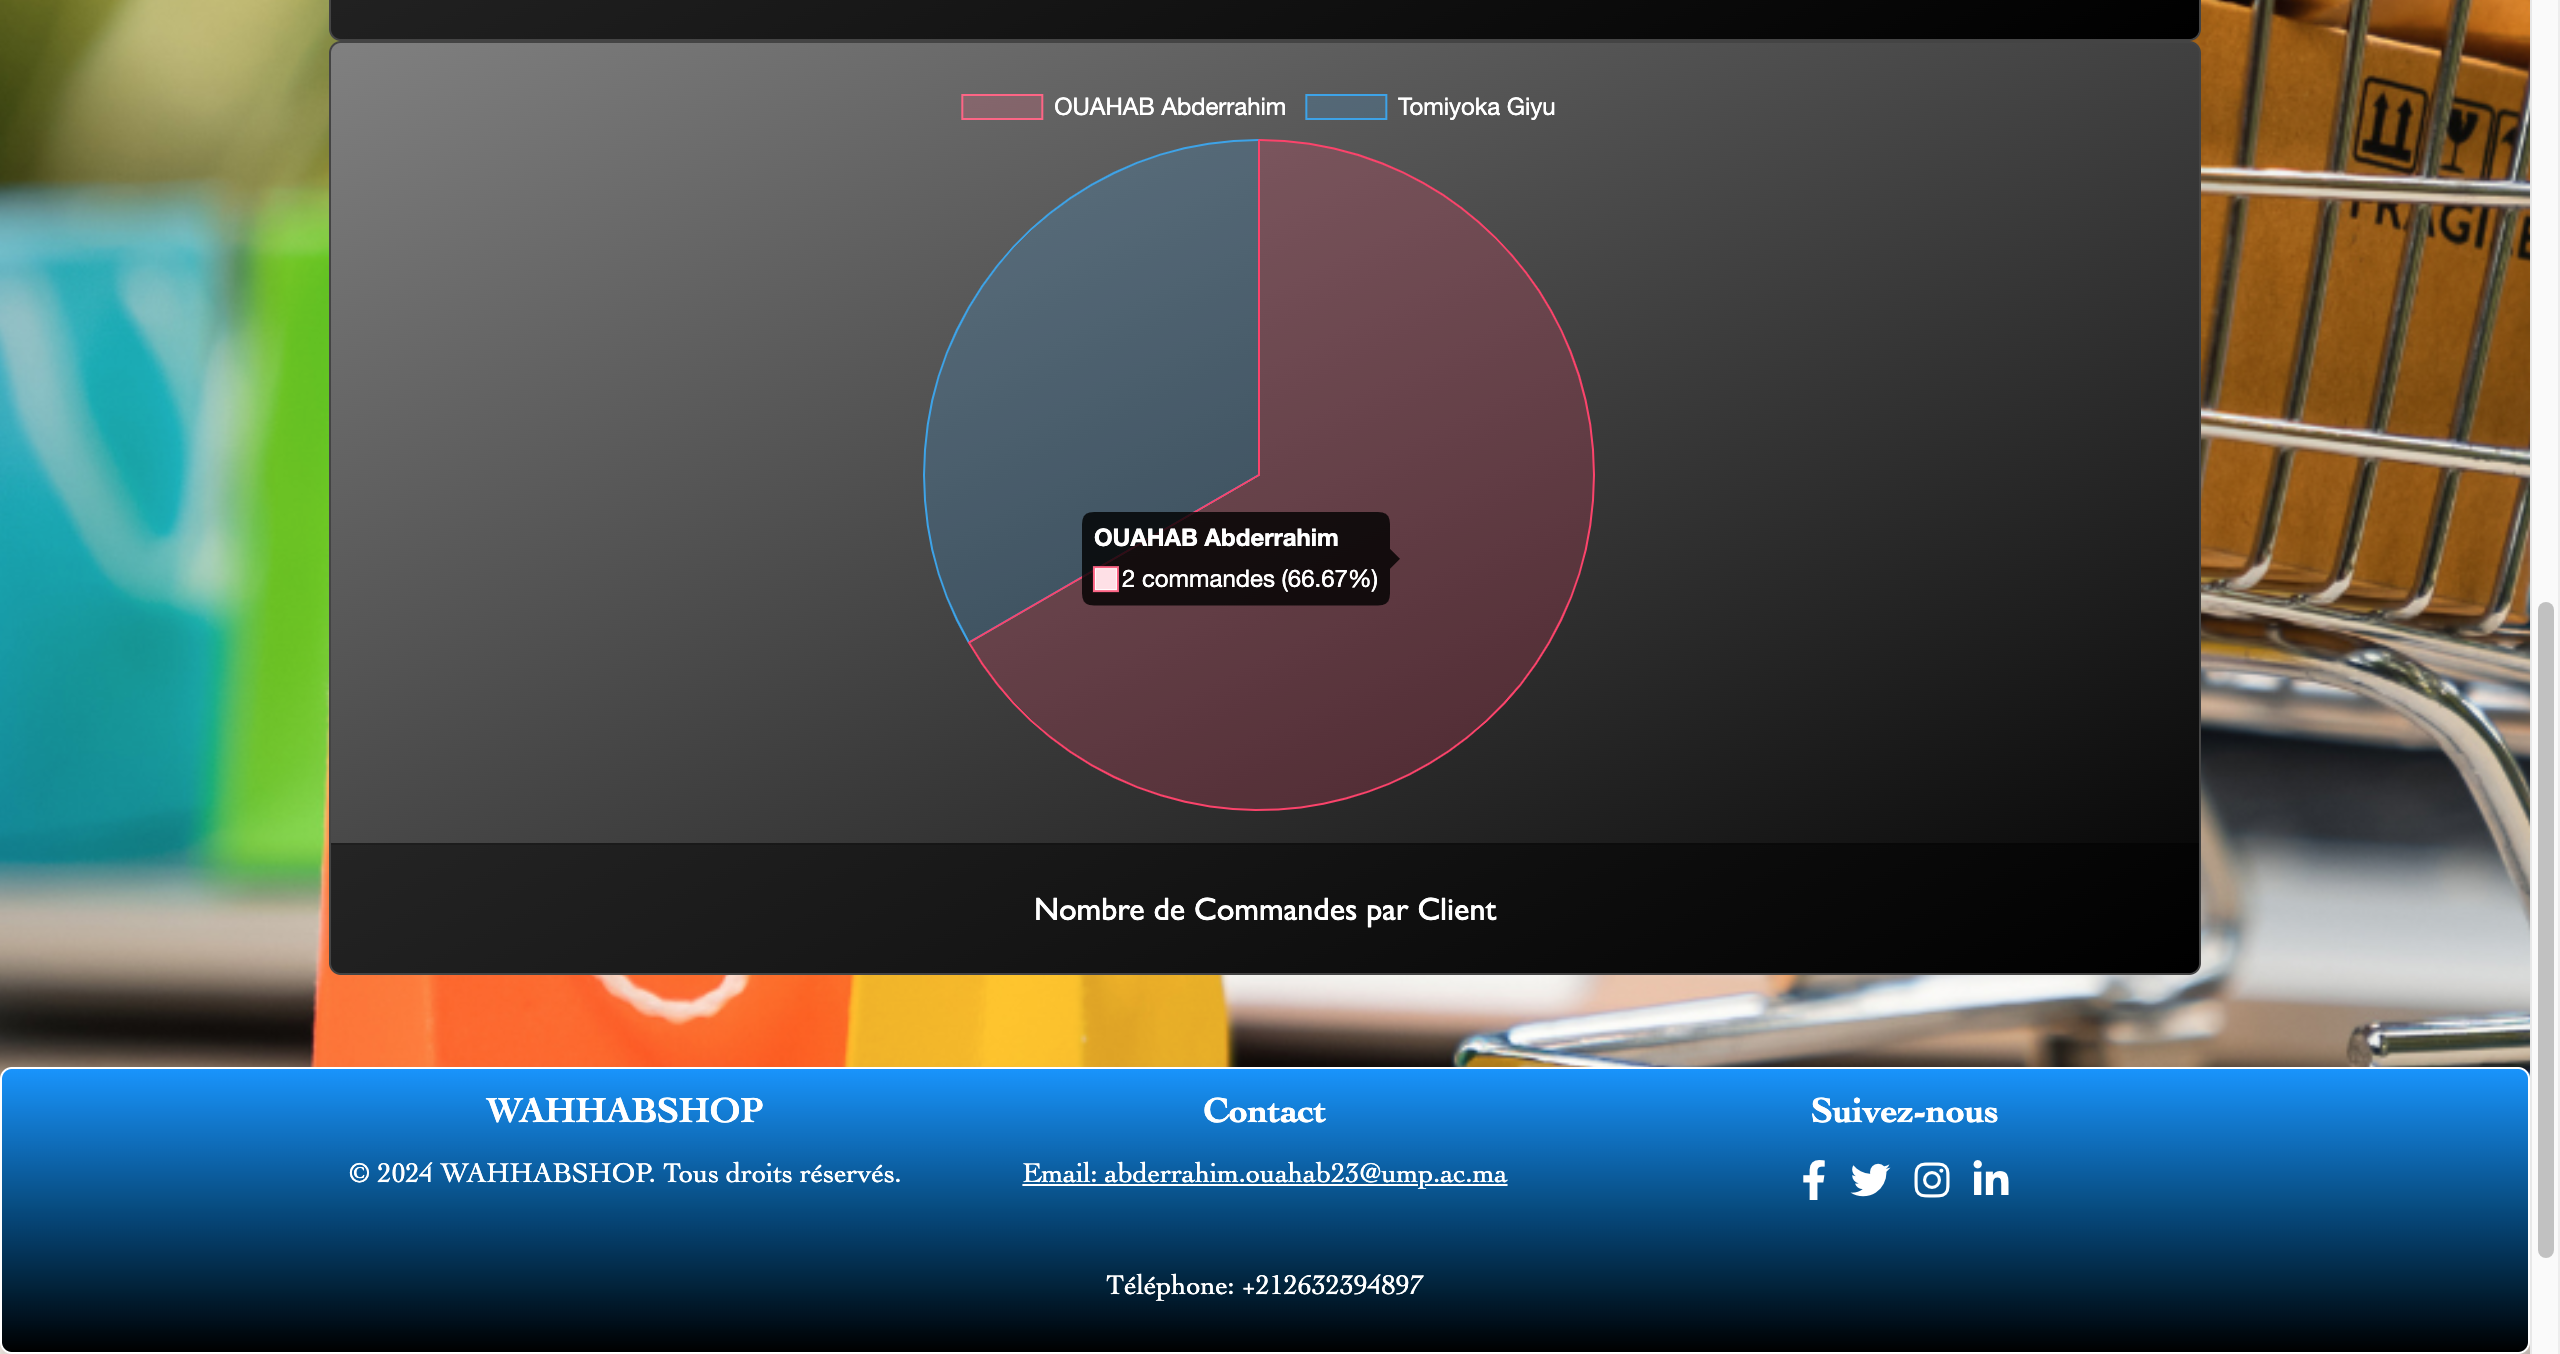 OUAHAB Abderrahim Tomiyoka Giyu
OUAHAB Abderrahim
2 commandes (66.67%)
Nombre de Commandes par Client
FRAGILE
WAHHABSHOP
© 2024 WAHHABSHOP. Tous droits réservés.
Contact
Email: abderrahim.ouahab23@ump.ac.ma
Téléphone: +212632394897
Suivez-nous